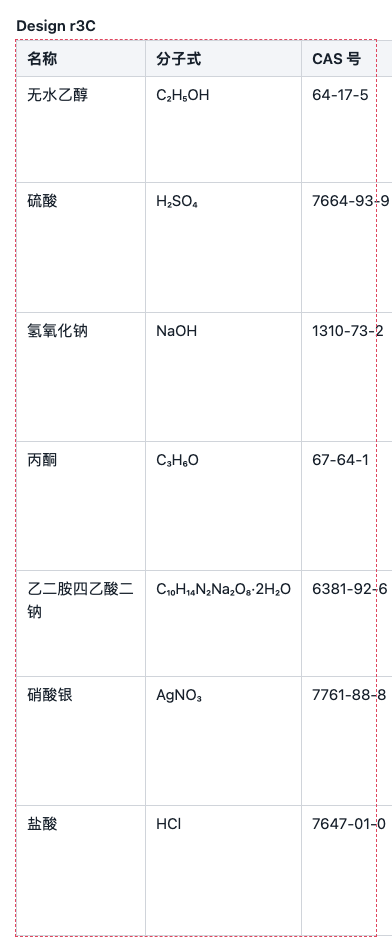 Design r3C
名称 分子式 CAS 号
无水乙醇 C₂H₅OH 64-17-5
硫酸 H₂SO₄ 7664-93-9
氢氧化钠 NaOH 1310-73-2
丙酮 C₃H₆O 67-64-1
乙二胺四乙酸二 C₁₀H₁₄N₂Na₂O₈·2H₂O 6381-92-6
钠
硝酸银 AgNO₃ 7761-88-8
盐酸 HCl 7647-01-0